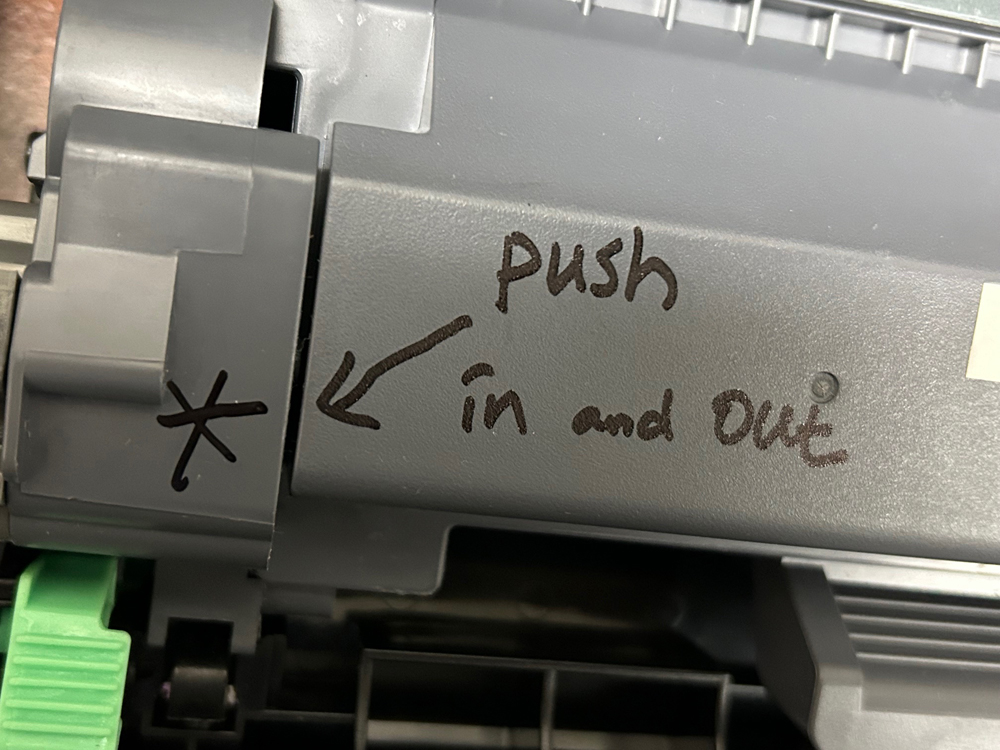 push
in and out